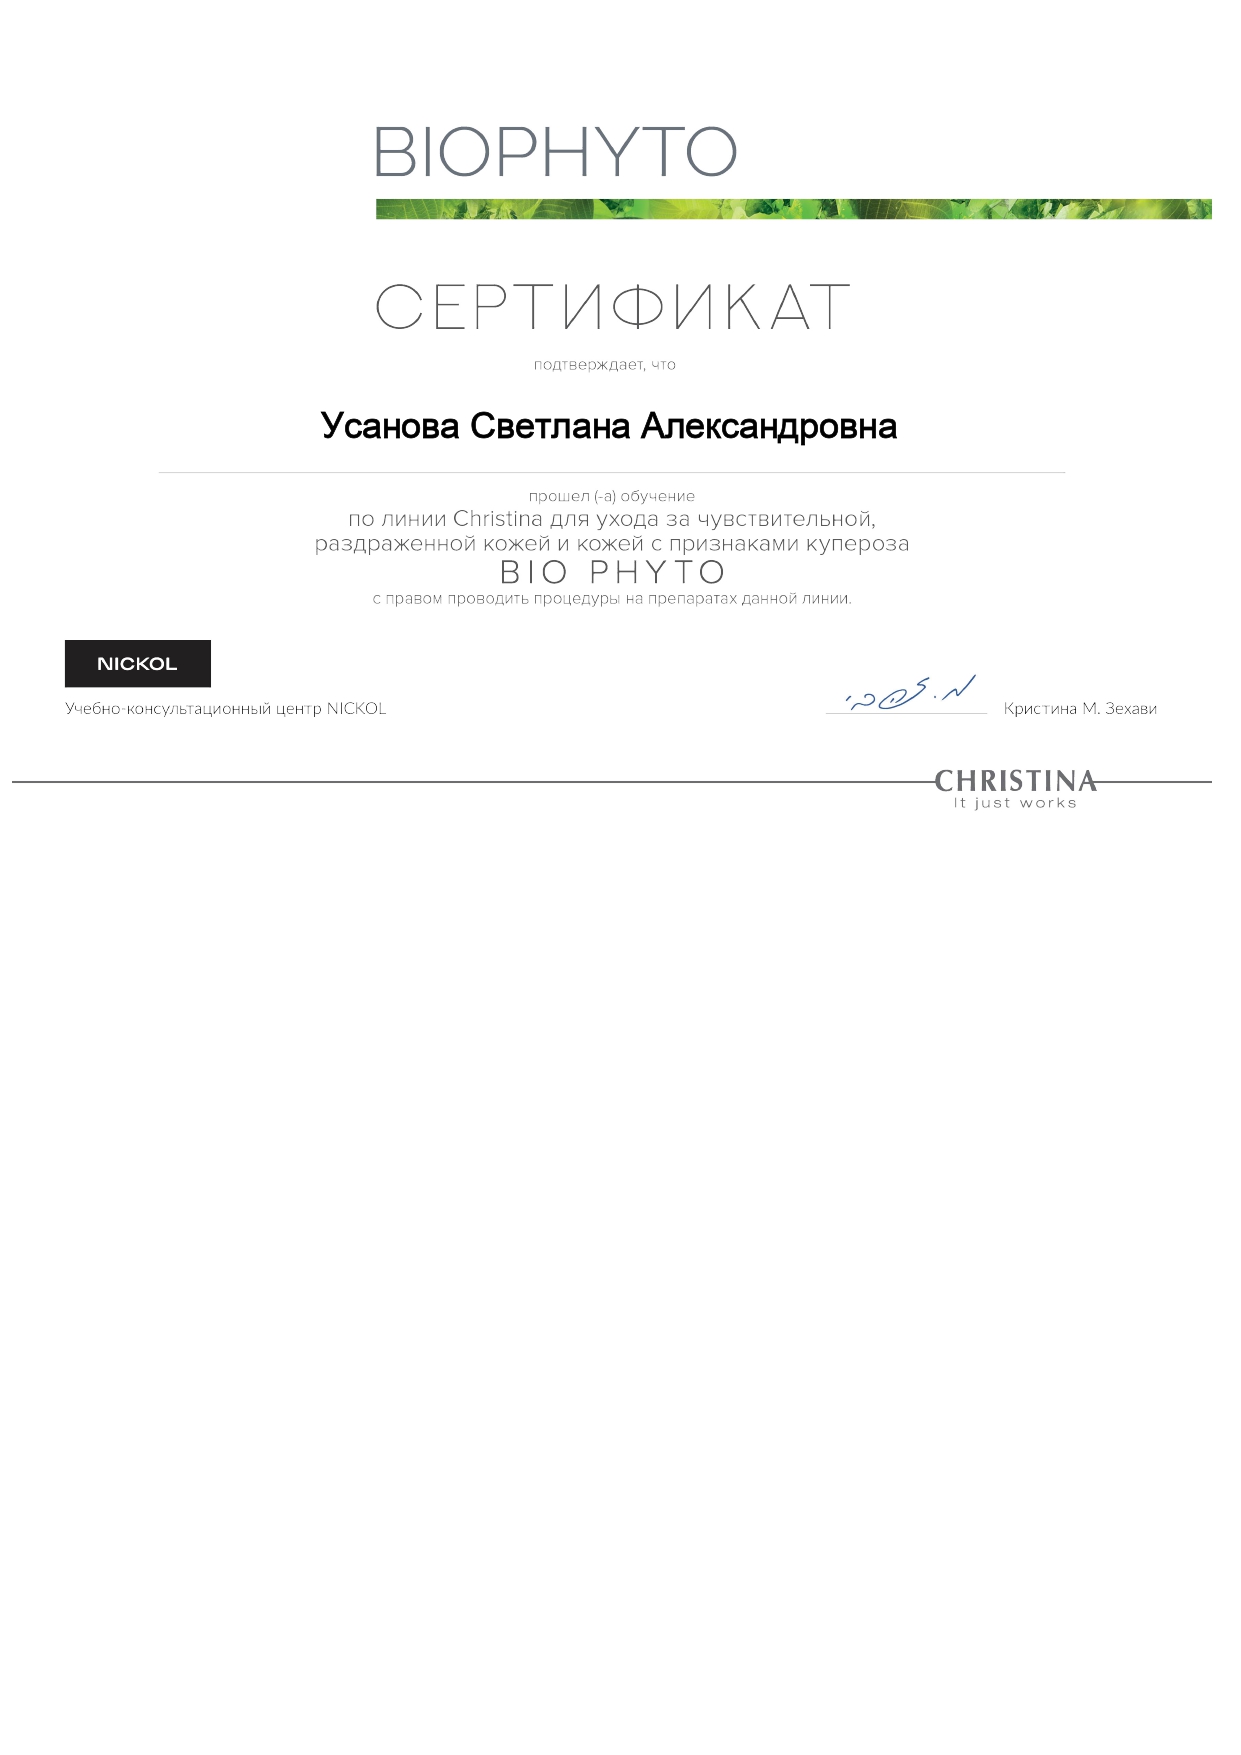 BIOPHYTO
СЕРТИФИКАТ
подтверждает, что
Усанова Светлана Александровна
прошел (-а) обучение
по линии Christina для ухода за чувствительной,
раздраженной кожей и кожей с признаками купероза
BIO PHYTO
с правом проводить процедуры на препаратах данной линии.
NICKOL
Учебно-консультационный центр NICKOL
Кристина М. Зехави
CHRISTINA
It just works